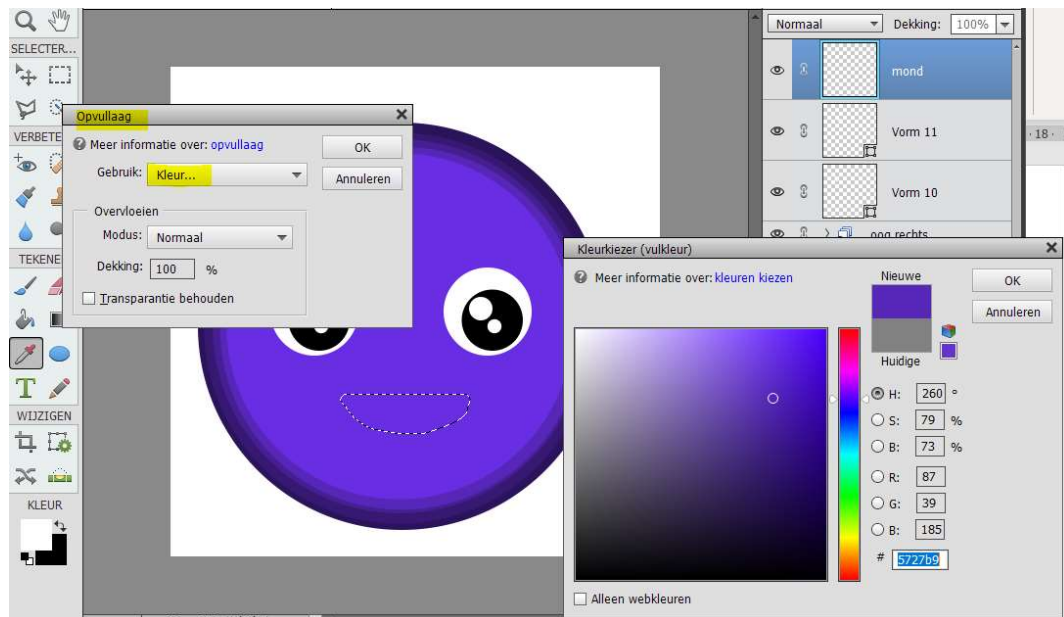 SELECTER...
VERBETE
TEKENE
T
WIJZIGEN
KLEUR
Opvullaag
Meer informatie over: opvullaag
OK
Gebruik: Kleur...
Annuleren
Overvloeien
Modus: Normaal
Dekking: 100 %
Transparantie behouden
Normaal Dekking: 100%
mond
Vorm 11
Vorm 10
oog rechts
· 18 ·
Kleurkiezer (vulkleur)
Meer informatie over: kleuren kiezen
Nieuwe
OK
Annuleren
Huidige
H: 260 °
S: 79 %
B: 73 %
R: 87
G: 39
B: 185
# 5727b9
Alleen webkleuren